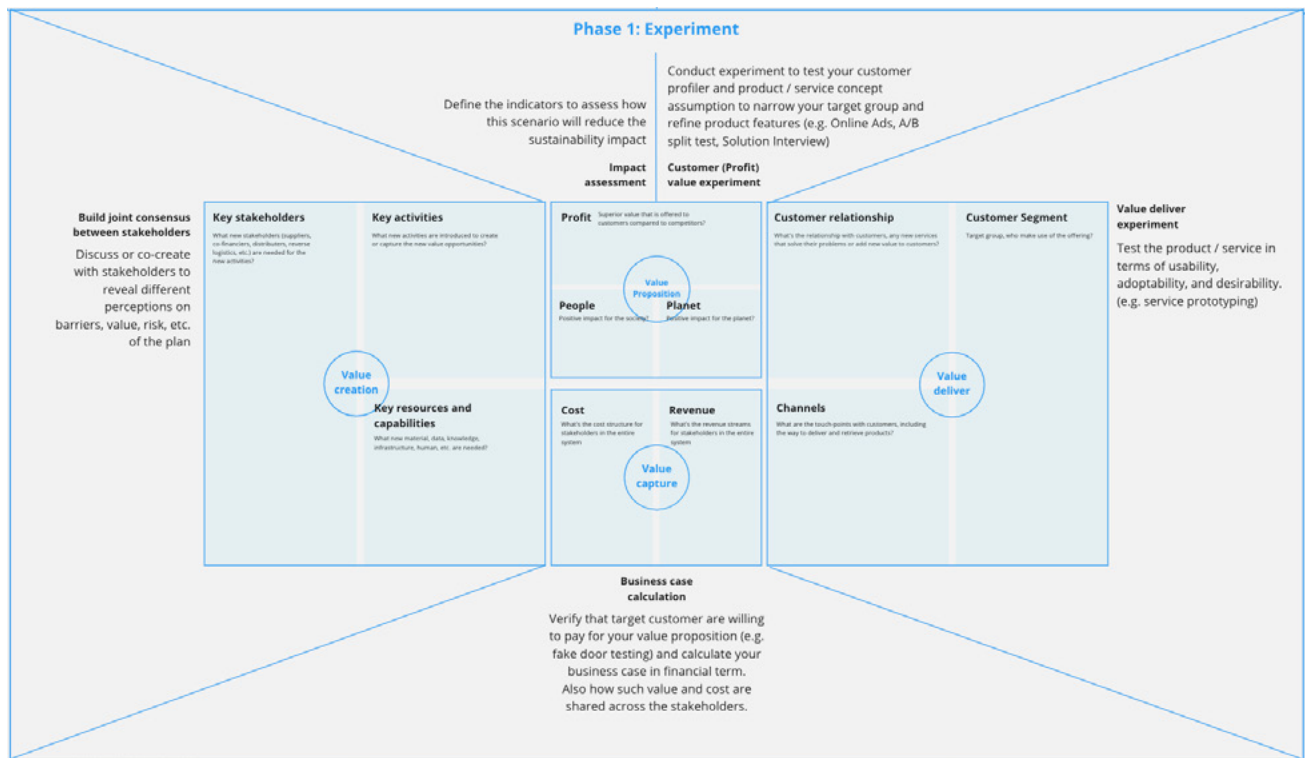 Phase 1: Experiment
Define the indicators to assess how
this scenario will reduce the
sustainability impact
Impact
assessment
Conduct experiment to test your customer
profiler and product / service concept
assumption to narrow your target group and
refine product features (e.g. Online Ads, A/B
split test, Solution Interview)
Customer (Profit)
value experiment
Build joint consensus
between stakeholders
Discuss or co-create
with stakeholders to
reveal different
perceptions on
barriers, value, risk, etc.
of the plan
Key stakeholders
What new stakeholders (suppliers,
co-financiers, distributers, reverse
logistics, etc.) are needed for the
new activities?
Key activities
What new activities are introduced to create
or capture the new value opportunities?
Value
creation
Key resources and
capabilities
What new material, data, knowledge,
infrastructure, human, etc. are needed?
Profit
Superior value that is offered to
customers compared to competitors?
Value
Proposition
People
Positive impact for the society?
Planet
Positive impact for the planet?
Cost
What's the cost structure for
stakeholders in the entire
system
Revenue
What's the revenue streams
for stakeholders in the entire
system
Value
capture
Customer relationship
What's the relationship with customers, any new services
that solve their problems or add new value to customers?
Customer Segment
Target group, who make use of the offering?
Value
deliver
Channels
What are the touch-points with customers, including
the way to deliver and retrieve products?
Value deliver
experiment
Test the product / service in
terms of usability,
adoptability, and desirability.
(e.g. service prototyping)
Business case
calculation
Verify that target customer are willing
to pay for your value proposition (e.g.
fake door testing) and calculate your
business case in financial term.
Also how such value and cost are
shared across the stakeholders.